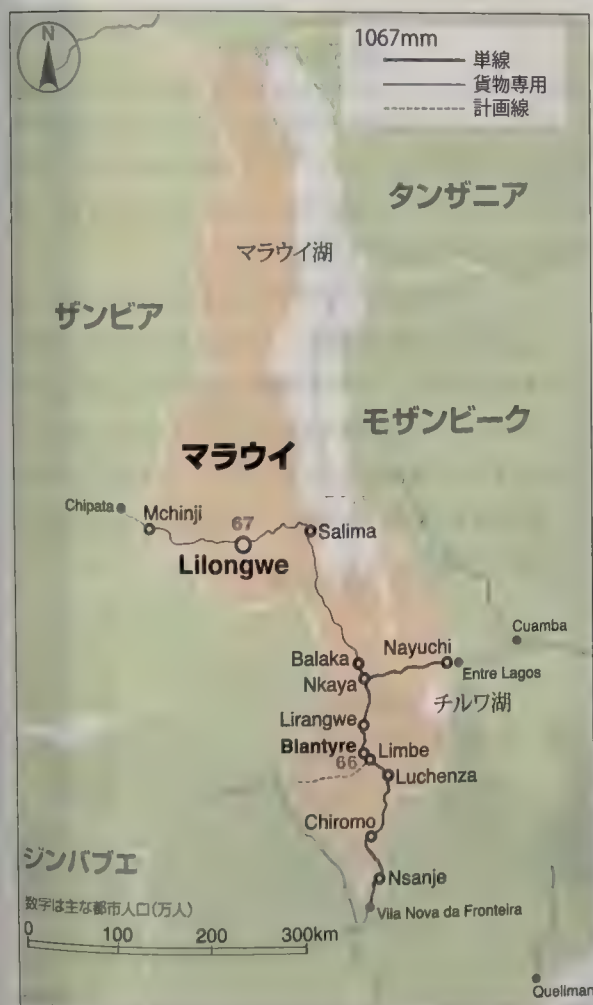 N
1067mm
単線
貨物専用
計画線
タンザニア
マラウイ湖
ザンビア
モザンビーク
マラウイ
Chipata
Mchinji
67
Salima
Lilongwe
Cuamba
Balaka
Nayuchi
Entre Lagos
Nkaya
チルワ湖
Lirangwe
Blantyre
Limbe
66
Luchenza
Chiromo
ジンバブエ
Nsanje
数字は主な都市人口(万人)
Vila Nova da Fronteira
0 100 200 300km
Queliman